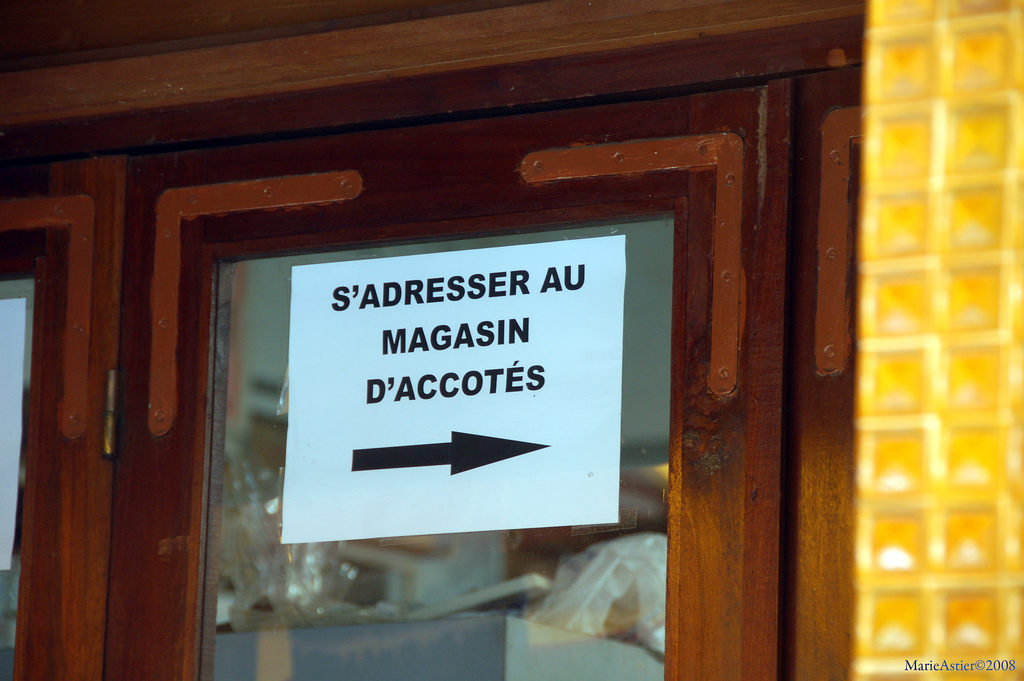 S'ADRESSER AU
MAGASIN
D'ACCOTÉS
MarieAstier©2008